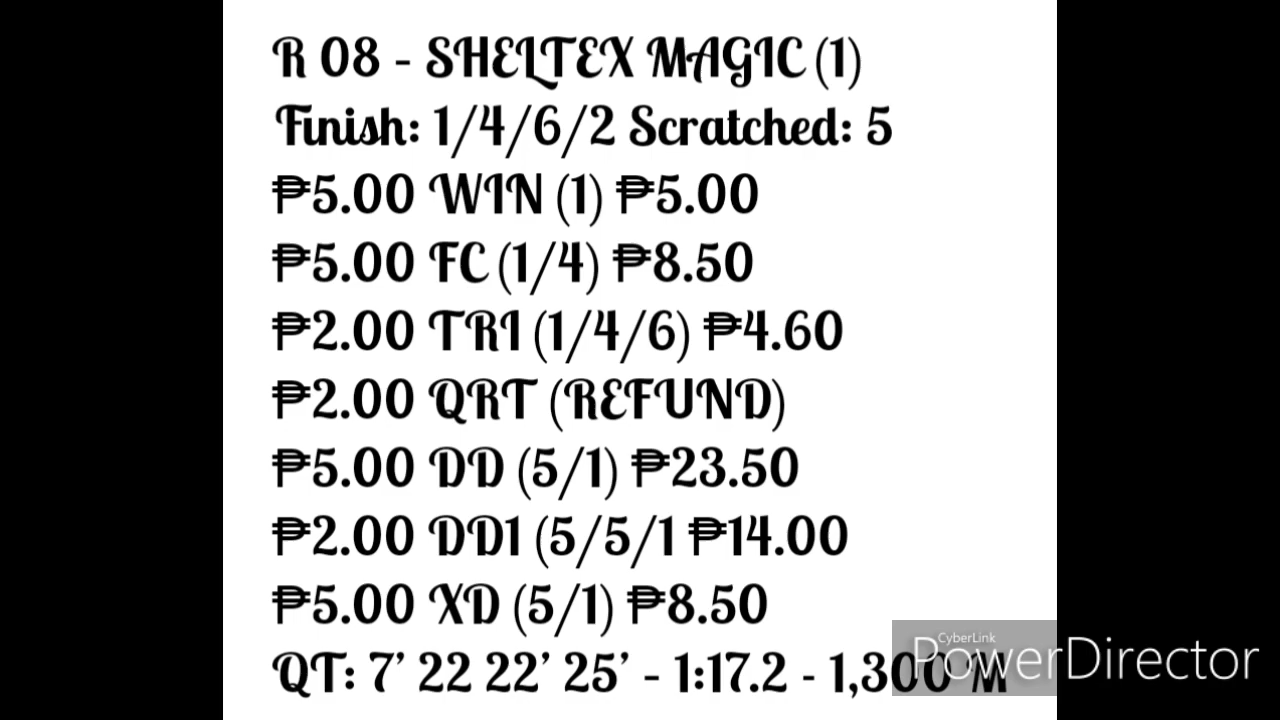 R 08 - SHELTEX MAGIC (1)
Finish: 1/4/6/2 Scratched: 5
₱5.00 WIN (1) ₱5.00
₱5.00 FC (1/4) ₱8.50
₱2.00 TRI (1/4/6) ₱4.60
₱2.00 QRT (REFUND)
₱5.00 DD (5/1) ₱23.50
₱2.00 DD1 (5/5/1 ₱14.00
₱5.00 XD (5/1) ₱8.50
QT: 7' 22 22' 25' - 1:17.2 - 1,300 M
CyberLink
PowerDirector